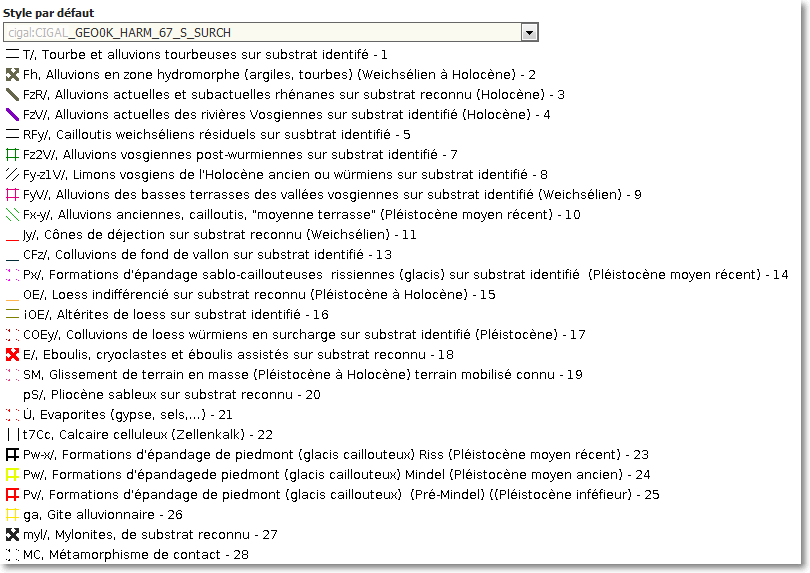 Style par défaut
cigal:CIGAL_GEO0K_HARM_67_S_SURCH
T/, Tourbe et alluvions tourbeuses sur substrat identifé - 1
Fh, Alluvions en zone hydromorphe (argiles, tourbes) (Weichsélien à Holocène) - 2
FzR/, Alluvions actuelles et subactuelles rhénanes sur substrat reconnu (Holocène) - 3
FzV/, Alluvions actuelles des rivières Vosgiennes sur substrat identifié (Holocène) - 4
RFy/, Cailloutis weichséliens résiduels sur susbtrat identifié - 5
Fz2V/, Alluvions vosgiennes post-wurmiennes sur substrat identifié - 7
Fy-z1V/, Limons vosgiens de l'Holocène ancien ou würmiens sur substrat identifié - 8
FyV/, Alluvions des basses terrasses des vallées vosgiennes sur substrat identifié (Weichsélien) - 9
Fx-y/, Alluvions anciennes, cailloutis, "moyenne terrasse" (Pléistocène moyen récent) - 10
Jy/, Cônes de déjection sur substrat reconnu (Weichsélien) - 11
CFz/, Colluvions de fond de vallon sur substrat identifié - 13
Px/, Formations d'épandage sablo-caillouteuses rissiennes (glacis) sur substrat identifié (Pléistocène moyen récent) - 14
OE/, Loess indifférencié sur substrat reconnu (Pléistocène à Holocène) - 15
iOE/, Altérites de loess sur substrat identifié - 16
COEy/, Colluvions de loess würmiens en surcharge sur substrat identifié (Pléistocène) - 17
E/, Eboulis, cryoclastes et éboulis assistés sur substrat reconnu - 18
SM, Glissement de terrain en masse (Pléistocène à Holocène) terrain mobilisé connu - 19
pS/, Pliocène sableux sur substrat reconnu - 20
Ü, Evaporites (gypse, sels,...) - 21
t7Cc, Calcaire celluleux (Zellenkalk) - 22
Pw-x/, Formations d'épandage de piedmont (glacis caillouteux) Riss (Pléistocène moyen récent) - 23
Pw/, Formations d'épandagede piedmont (glacis caillouteux) Mindel (Pléistocène moyen ancien) - 24
Pv/, Formations d'épandage de piedmont (glacis caillouteux) (Pré-Mindel) ((Pléistocène inféfieur) - 25
ga, Gite alluvionnaire - 26
myl/, Mylonites, de substrat reconnu - 27
MC, Métamorphisme de contact - 28